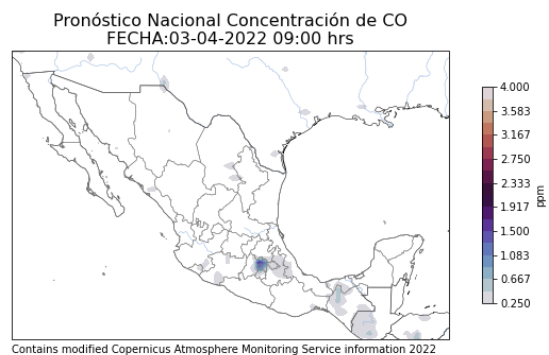 Pronóstico Nacional Concentración de CO
FECHA:03-04-2022 09:00 hrs
4.000
3.583
3.167
2.750
2.333
1.917
1.500
1.083
0.667
0.250
ppm
Contains modified Copernicus Atmosphere Monitoring Service information 2022